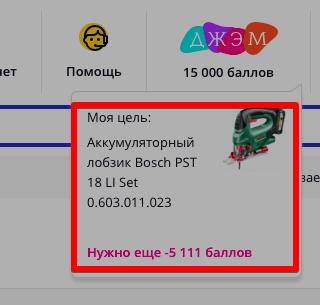 ет
Помощь
ДЖЭМ
15 000 баллов
Моя цель:
Аккумуляторный
лобзик Bosch PST
18 LI Set
0.603.011.023
вае
Нужно еще -5 111 баллов